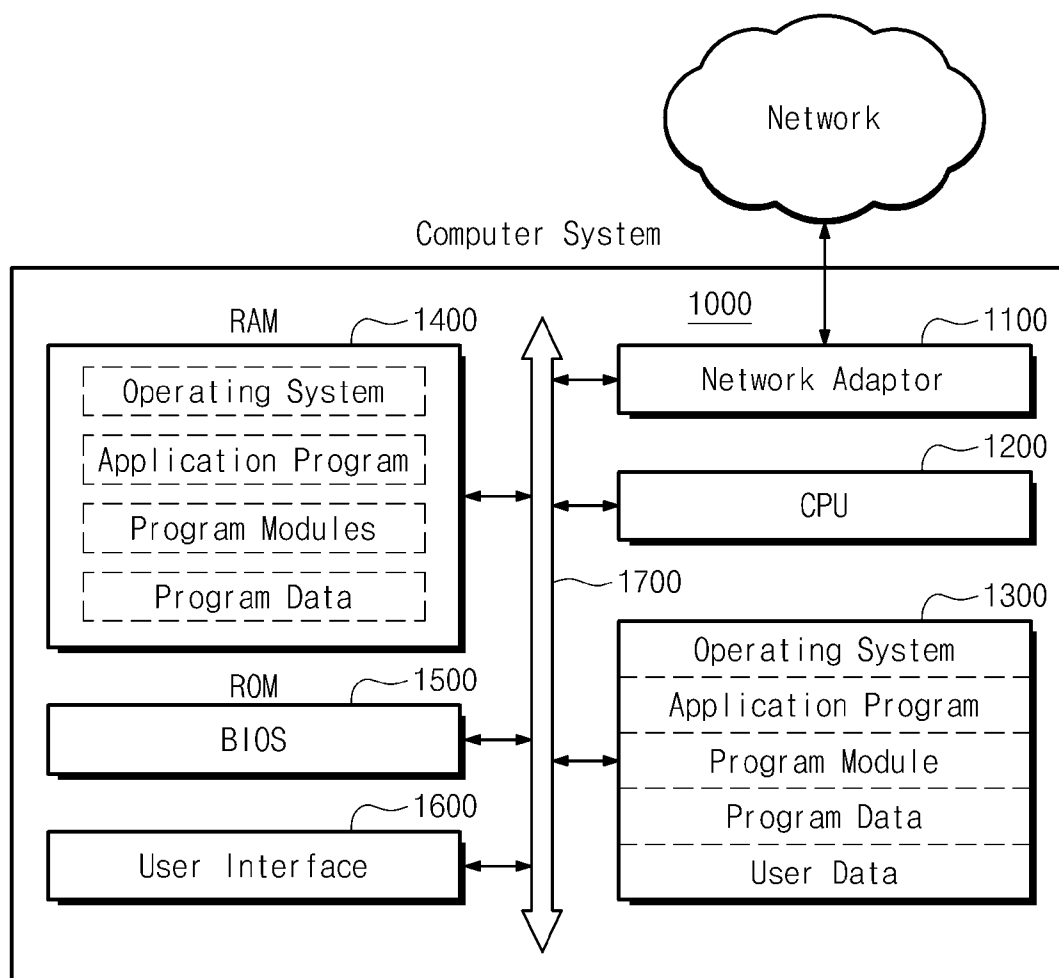 Network
Computer System
1000
RAM
1400
Operating System
Application Program
Program Modules
Program Data
ROM
1500
BIOS
1600
User Interface
1700
1100
Network Adaptor
1200
CPU
1300
Operating System
Application Program
Program Module
Program Data
User Data